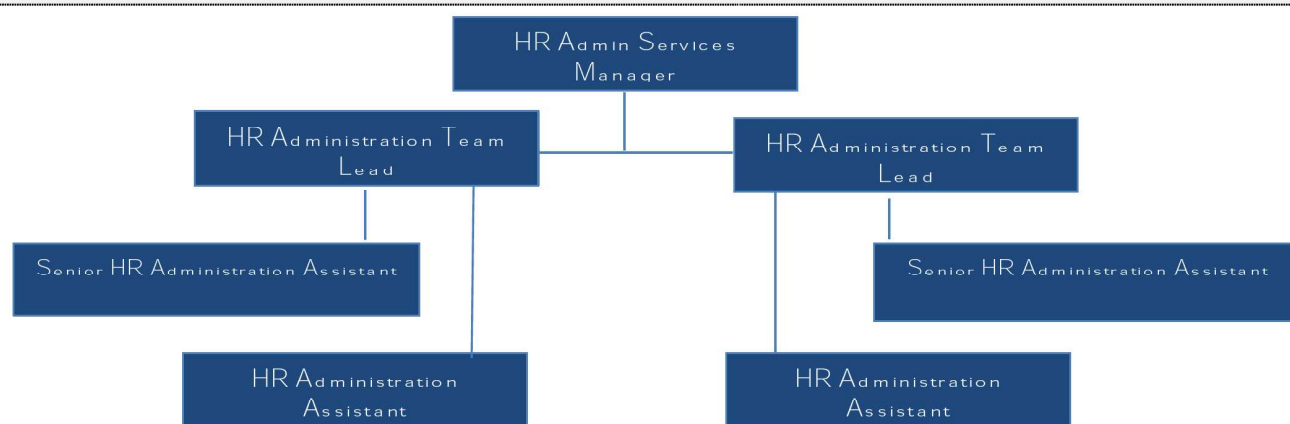 HR Admin Services
Manager
HR Administration Team
Lead
HR Administration Team
Lead
Senior HR Administration Assistant
Senior HR Administration Assistant
HR Administration
Assistant
HR Administration
Assistant